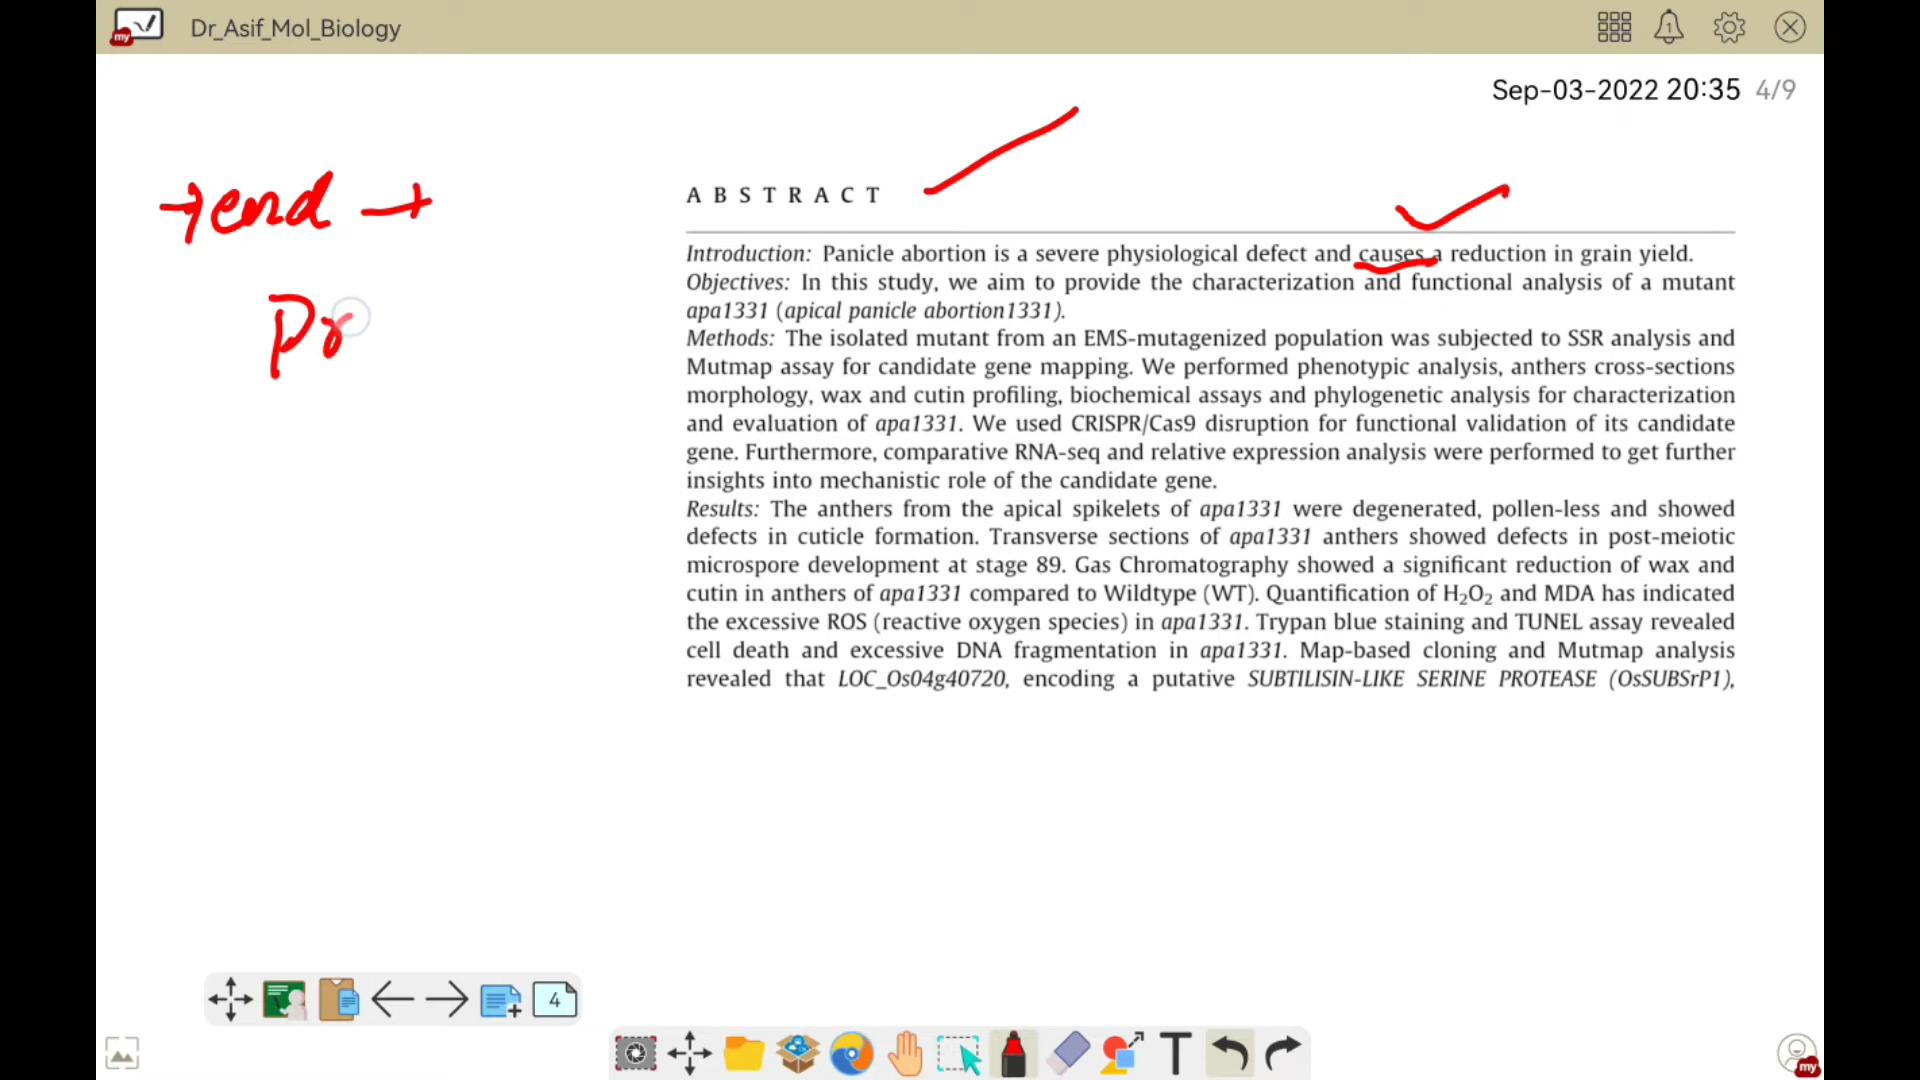 Dr_Asif_Mol_Biology
Sep-03-2022 20:35 4/9
→ end →
Pr
A B S T R A C T
Introduction: Panicle abortion is a severe physiological defect and causes a reduction in grain yield.
Objectives: In this study, we aim to provide the characterization and functional analysis of a mutant
apa1331 (apical panicle abortion1331).
Methods: The isolated mutant from an EMS-mutagenized population was subjected to SSR analysis and
Mutmap assay for candidate gene mapping. We performed phenotypic analysis, anthers cross-sections
morphology, wax and cutin profiling, biochemical assays and phylogenetic analysis for characterization
and evaluation of apa1331. We used CRISPR/Cas9 disruption for functional validation of its candidate
gene. Furthermore, comparative RNA-seq and relative expression analysis were performed to get further
insights into mechanistic role of the candidate gene.
Results: The anthers from the apical spikelets of apa1331 were degenerated, pollen-less and showed
defects in cuticle formation. Transverse sections of apa1331 anthers showed defects in post-meiotic
microspore development at stage 89. Gas Chromatography showed a significant reduction of wax and
cutin in anthers of apa1331 compared to Wildtype (WT). Quantification of H₂O₂ and MDA has indicated
the excessive ROS (reactive oxygen species) in apa1331. Trypan blue staining and TUNEL assay revealed
cell death and excessive DNA fragmentation in apa1331. Map-based cloning and Mutmap analysis
revealed that LOC_Os04g40720, encoding a putative SUBTILISIN-LIKE SERINE PROTEASE (OsSUBSrP1),
4
my
1
T
my